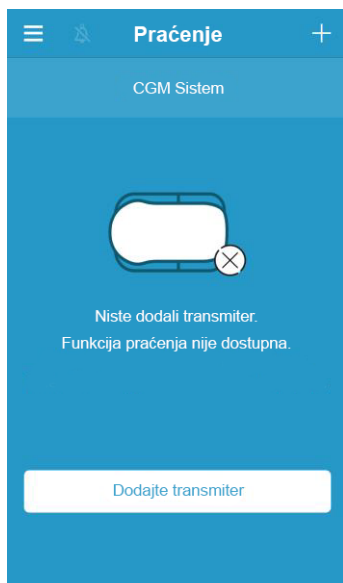 Praćenje
CGM Sistem
Niste dodali transmiter.
Funkcija praćenja nije dostupna.
Dodajte transmiter